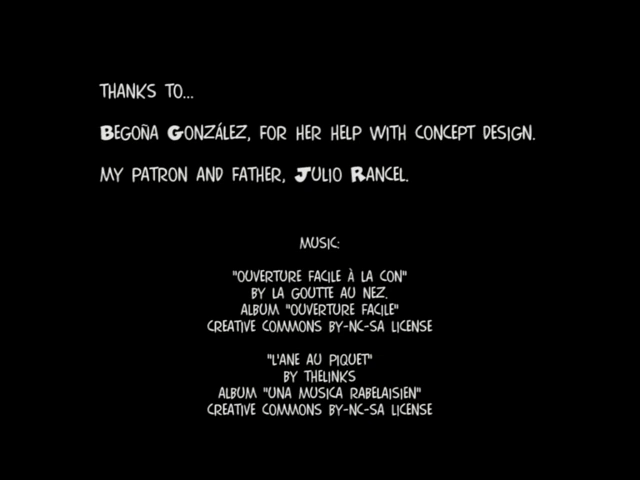 THANKS TO...
BEGOÑA GONZÁLEZ, FOR HER HELP WITH CONCEPT DESIGN.
MY PATRON AND FATHER, JULIO RANCEL.
MUSIC:
"OUVERTURE FACILE À LA CON"
BY LA GOUTTE AU NEZ.
ALBUM "OUVERTURE FACILE"
CREATIVE COMMONS BY-NC-SA LICENSE
"L'ANE AU PIQUET"
BY THELINKS
ALBUM "UNA MUSICA RABELAISIEN"
CREATIVE COMMONS BY-NC-SA LICENSE